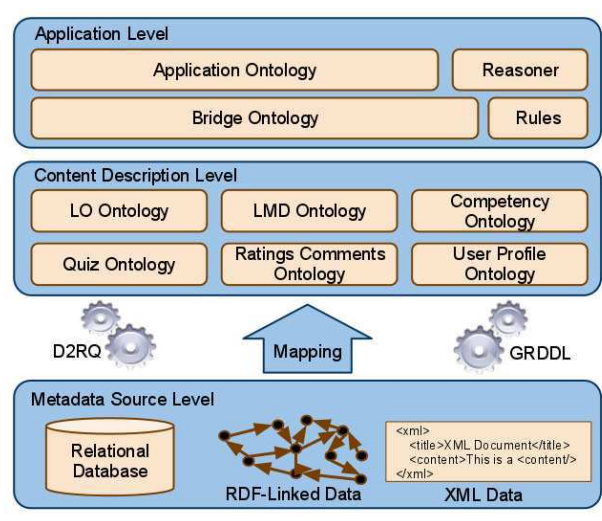 Application Level
Application Ontology
Reasoner
Bridge Ontology
Rules
Content Description Level
LO Ontology
LMD Ontology
Competency
Ontology
Quiz Ontology
Ratings Comments
Ontology
User Profile
Ontology
D2RQ
Mapping
GRDDL
Metadata Source Level
Relational
Database
RDF-Linked Data
<xml>
<title>XML Document</title>
<content>This is a <content/>
</xml>
XML Data